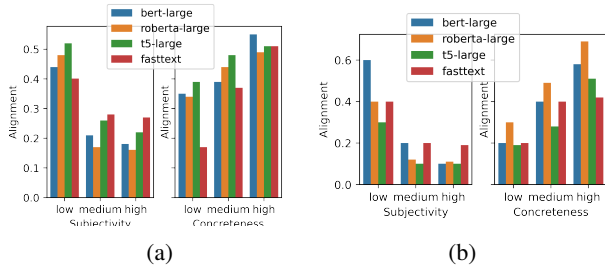 bert-large
roberta-large
t5-large
fasttext
Alignment
0.5
0.4
0.3
0.2
0.1
0.0
low medium high
Subjectivity
Alignment
low medium high
Concreteness
(a)
bert-large
roberta-large
t5-large
fasttext
Alignment
0.6
0.4
0.2
0.0
low medium high
Subjectivity
Alignment
low medium high
Concreteness
(b)